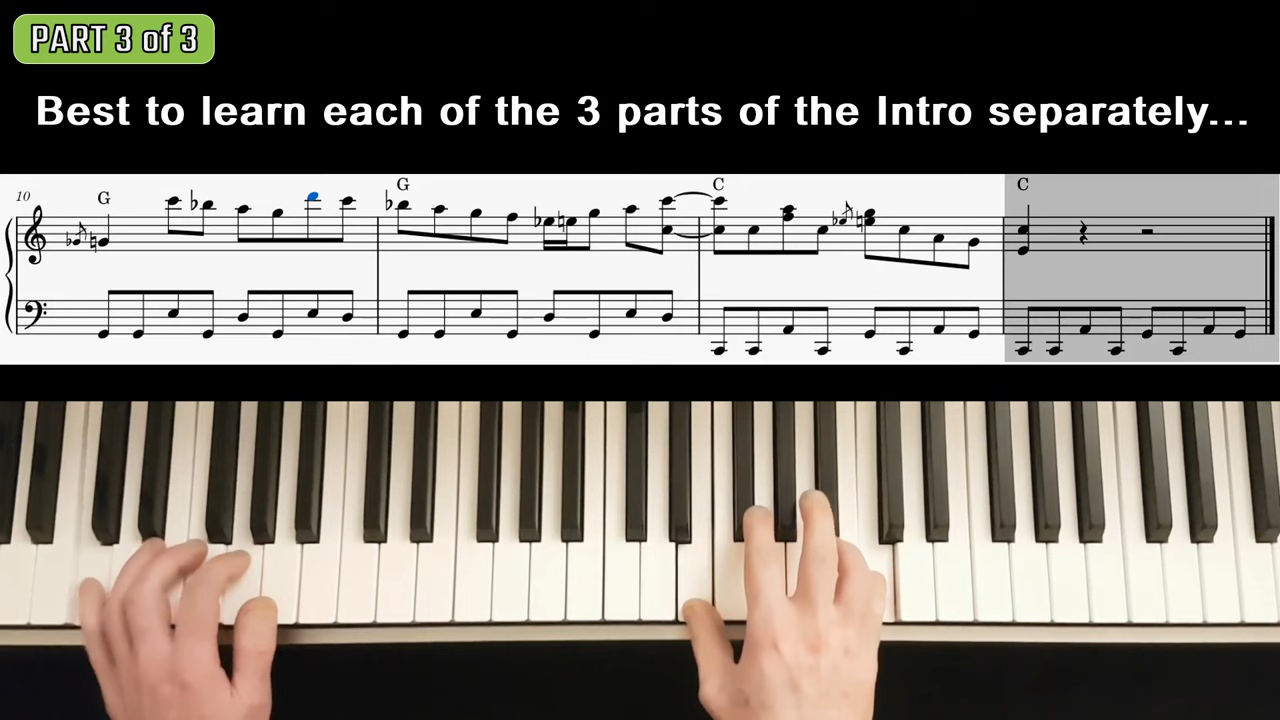 PART 3 of 3
Best to learn each of the 3 parts of the Intro separately...
10 G G C C